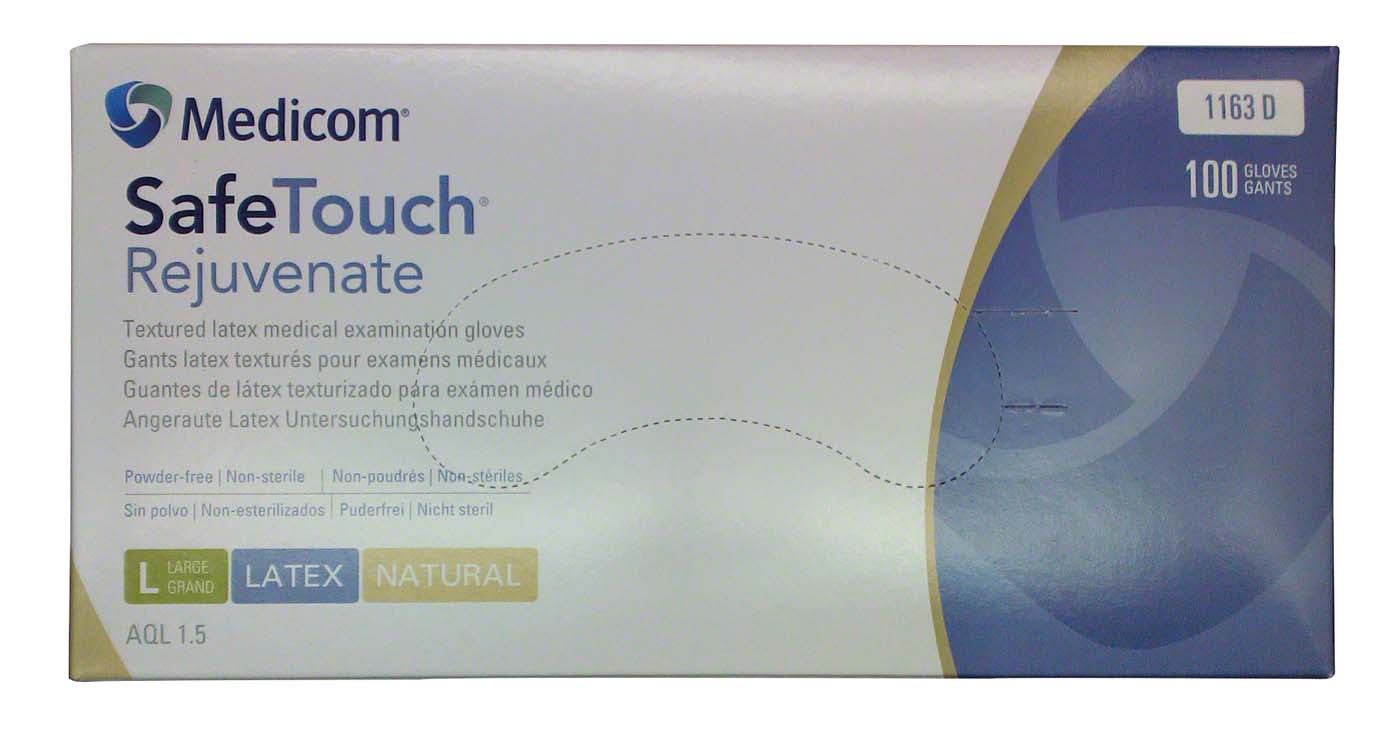 Medicom®
SafeTouch®
Rejuvenate
Textured latex medical examination gloves
Gants latex texturés pour examens médicaux
Guantes de látex texturizado para exámen médico
Angeraute Latex Untersuchungshandschuhe
Powder-free | Non-sterile | Non-poudrés | Non-stériles
Sin polvo | Non-esterilizados | Puderfrei | Nicht steril
L LARGE GRAND LATEX NATURAL
AQL 1.5
1163 D
100 GLOVES GANTS